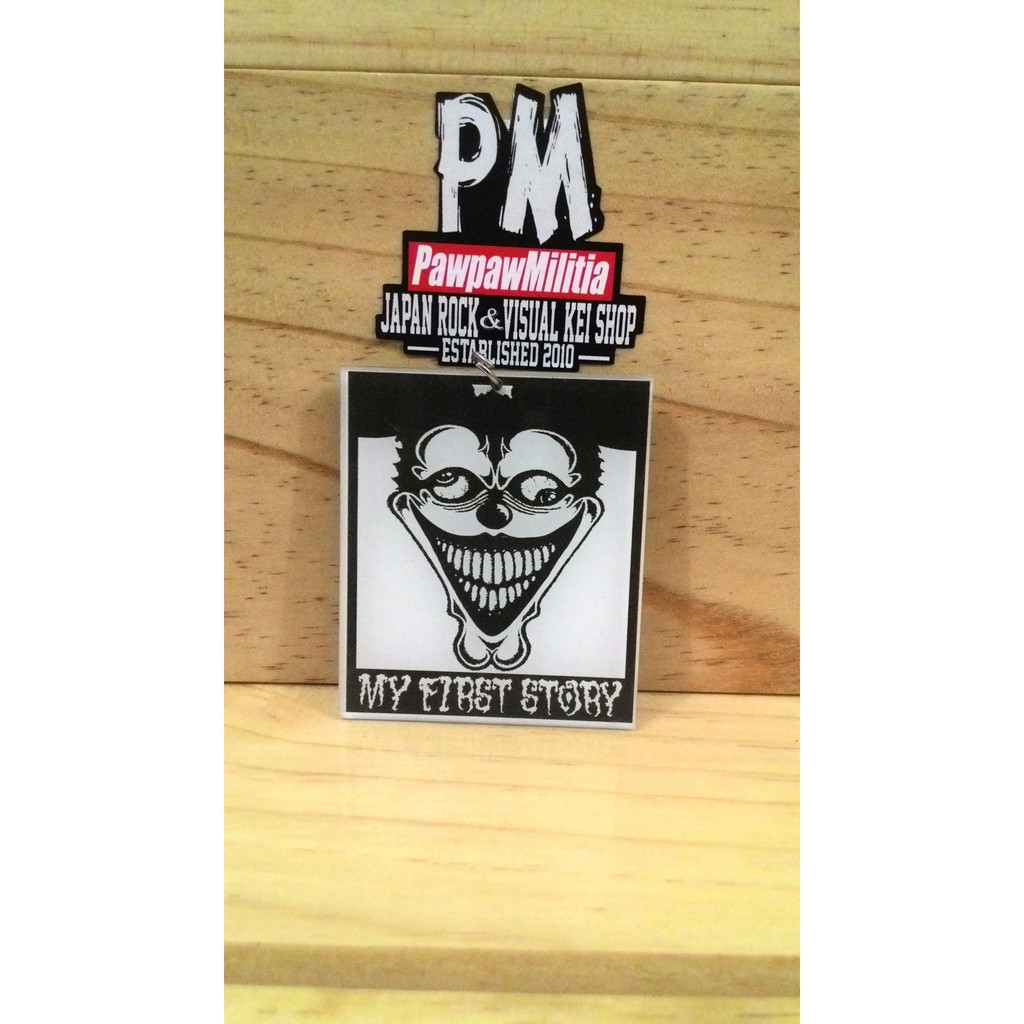 PM
PawpawMilitia
JAPAN ROCK & VISUAL KEI SHOP
ESTABLISHED 2010
MY FIRST STORY